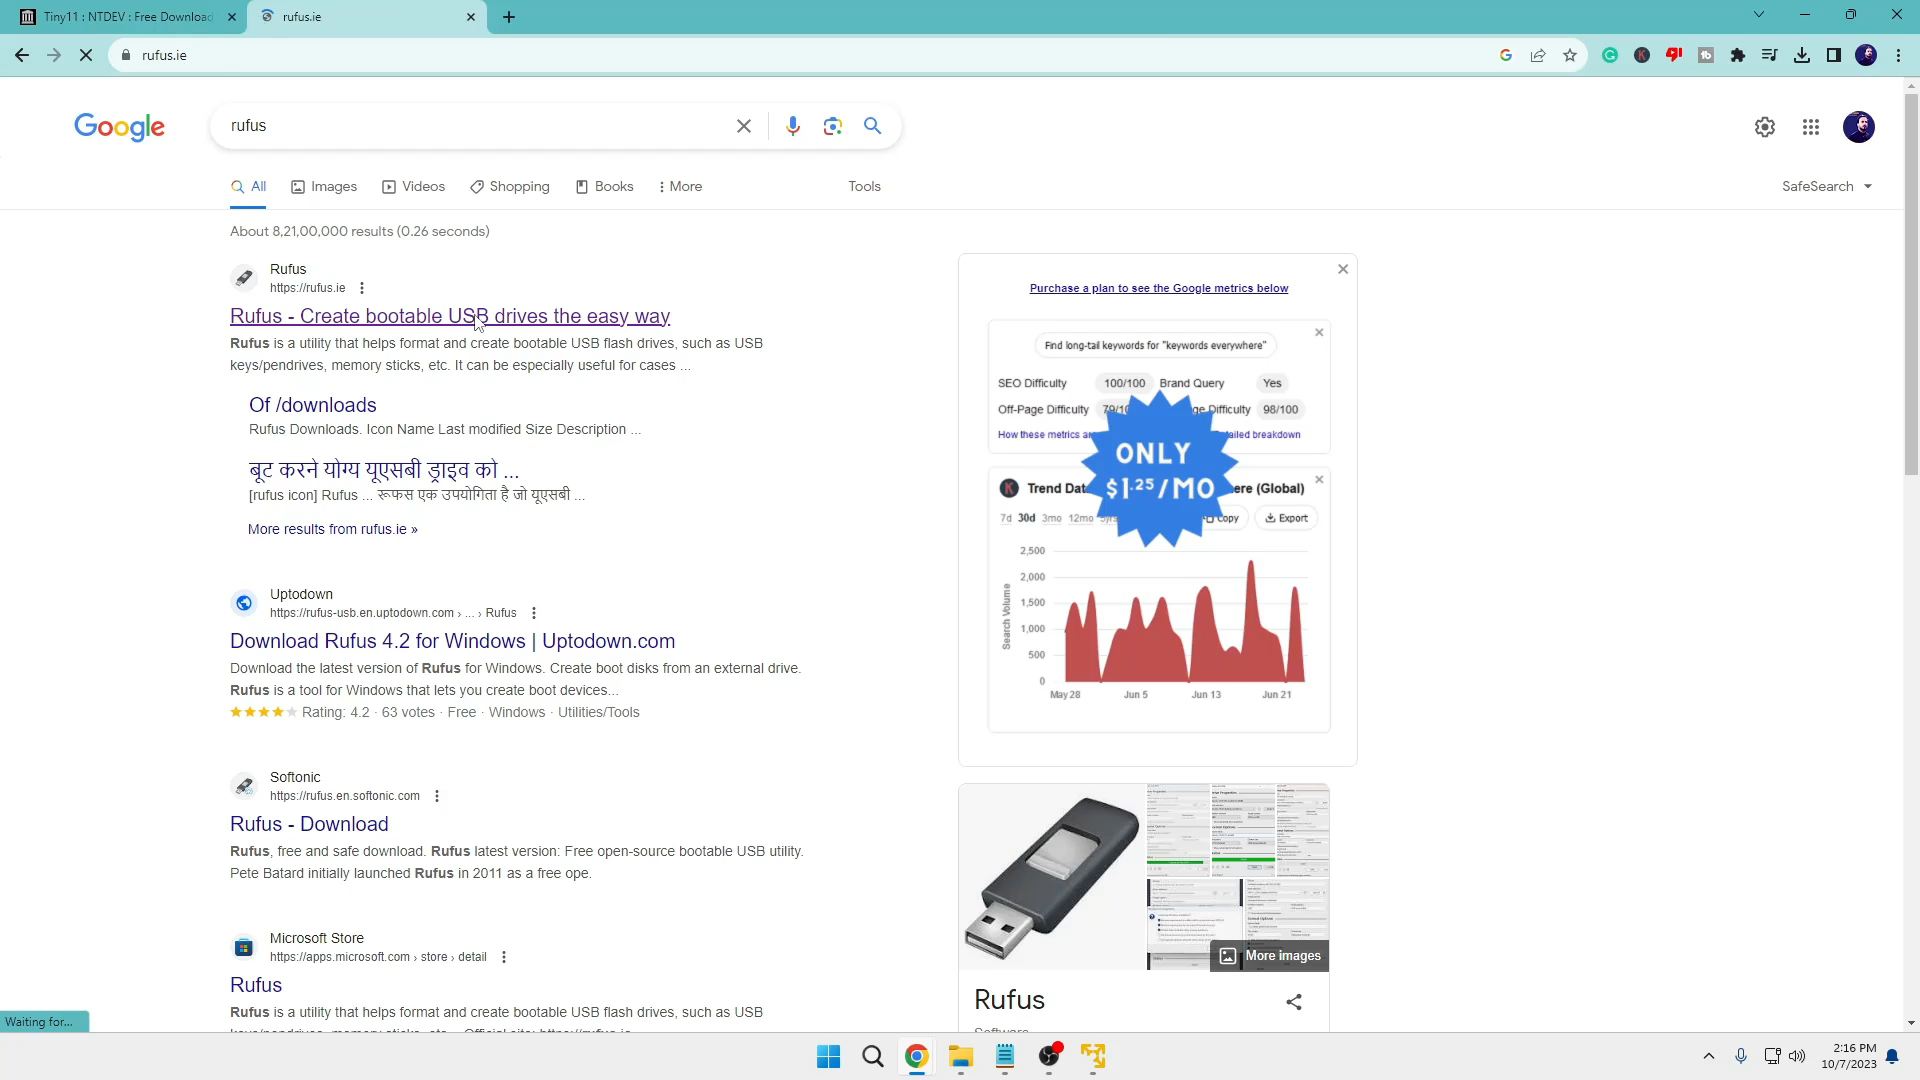 Tiny11 : NTDEV : Free Download
rufus.ie
rufus.ie
Google
rufus
All
Images
Videos
Shopping
Books
More
Tools
SafeSearch
About 8,21,00,000 results (0.26 seconds)
Rufus
https://rufus.ie
Rufus - Create bootable USB drives the easy way
Rufus is a utility that helps format and create bootable USB flash drives, such as USB
keys/pendrives, memory sticks, etc. It can be especially useful for cases ...
Of /downloads
Rufus Downloads. Icon Name Last modified Size Description ...
बूट करने योग्य यूएसबी ड्राइव को ...
[rufus icon] Rufus ... रूफस एक उपयोगिता है जो यूएसबी ...
More results from rufus.ie »
Uptodown
https://rufus-usb.en.uptodown.com › ... › Rufus
Download Rufus 4.2 for Windows | Uptodown.com
Download the latest version of Rufus for Windows. Create boot disks from an external drive.
Rufus is a tool for Windows that lets you create boot devices...
Rating: 4.2 · 63 votes · Free · Windows · Utilities/Tools
Softonic
https://rufus.en.softonic.com
Rufus - Download
Rufus, free and safe download. Rufus latest version: Free open-source bootable USB utility.
Pete Batard initially launched Rufus in 2011 as a free ope.
Microsoft Store
https://apps.microsoft.com › store › detail
Rufus
Rufus is a utility that helps format and create bootable USB flash drives, such as USB
Purchase a plan to see the Google metrics below
Find long-tail keywords for "keywords everywhere"
SEO Difficulty 100/100 Brand Query Yes
Off-Page Difficulty 79/10 ge Difficulty 98/100
How these metrics ar ailed breakdown
ONLY
$1.25/MO
Trend Dat ere (Global)
7d 30d 3mo 12mo Copy Export
Search Volume
2,500
2,000
1,500
1,000
500
0
May 28 Jun 5 Jun 13 Jun 21
More images
Rufus
Software
Waiting for...
2:16 PM
10/7/2023